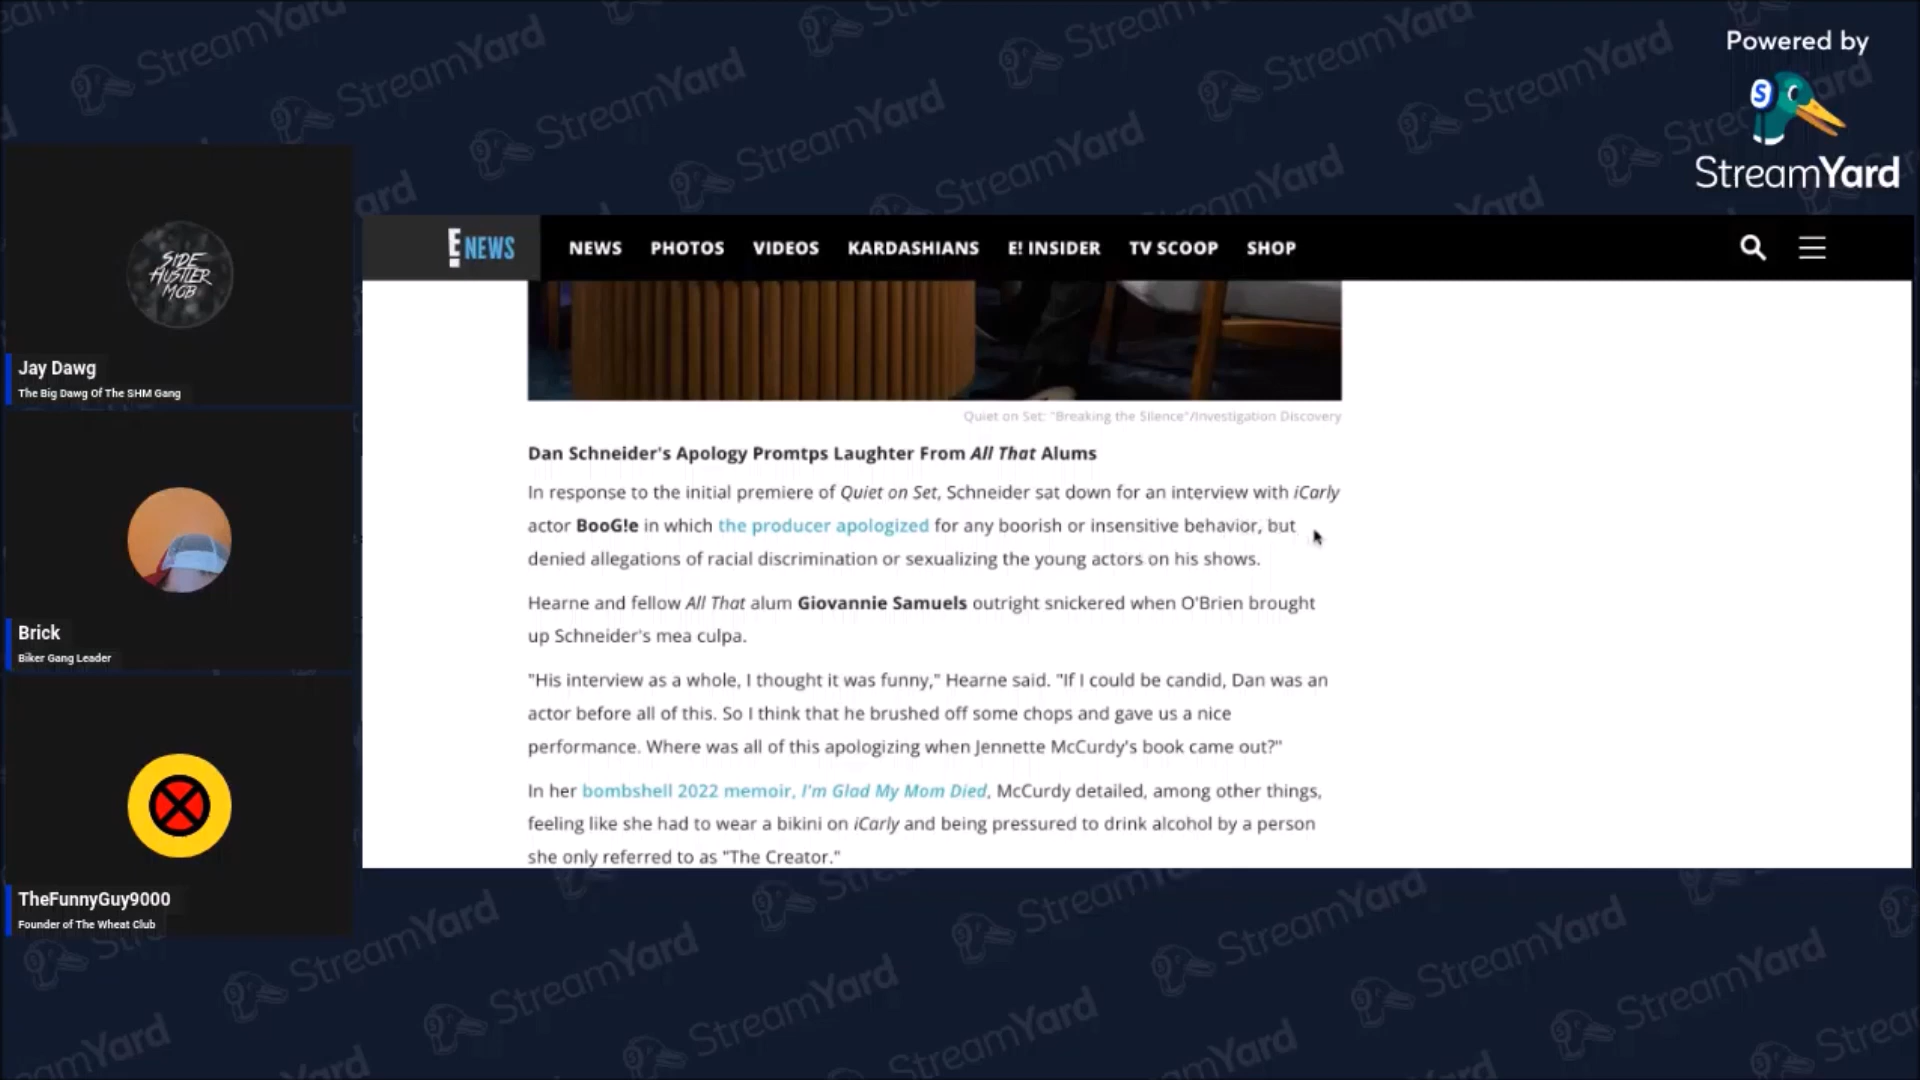 Powered by
StreamYard
SIDE
HUSTLER
MOB
Jay Dawg
The Big Dawg Of The SHM Gang
Brick
Biker Gang Leader
TheFunnyGuy9000
Founder of The Wheat Club
E! NEWS
NEWS PHOTOS VIDEOS KARDASHIANS E! INSIDER TV SCOOP SHOP
Quiet on Set: "Breaking the Silence"/Investigation Discovery
Dan Schneider's Apology Promtps Laughter From All That Alums
In response to the initial premiere of Quiet on Set, Schneider sat down for an interview with iCarly
actor BooG!e in which the producer apologized for any boorish or insensitive behavior, but
denied allegations of racial discrimination or sexualizing the young actors on his shows.
Hearne and fellow All That alum Giovannie Samuels outright snickered when O'Brien brought
up Schneider's mea culpa.
"His interview as a whole, I thought it was funny," Hearne said. "If I could be candid, Dan was an
actor before all of this. So I think that he brushed off some chops and gave us a nice
performance. Where was all of this apologizing when Jennette McCurdy's book came out?"
In her bombshell 2022 memoir, I'm Glad My Mom Died, McCurdy detailed, among other things,
feeling like she had to wear a bikini on iCarly and being pressured to drink alcohol by a person
she only referred to as "The Creator."